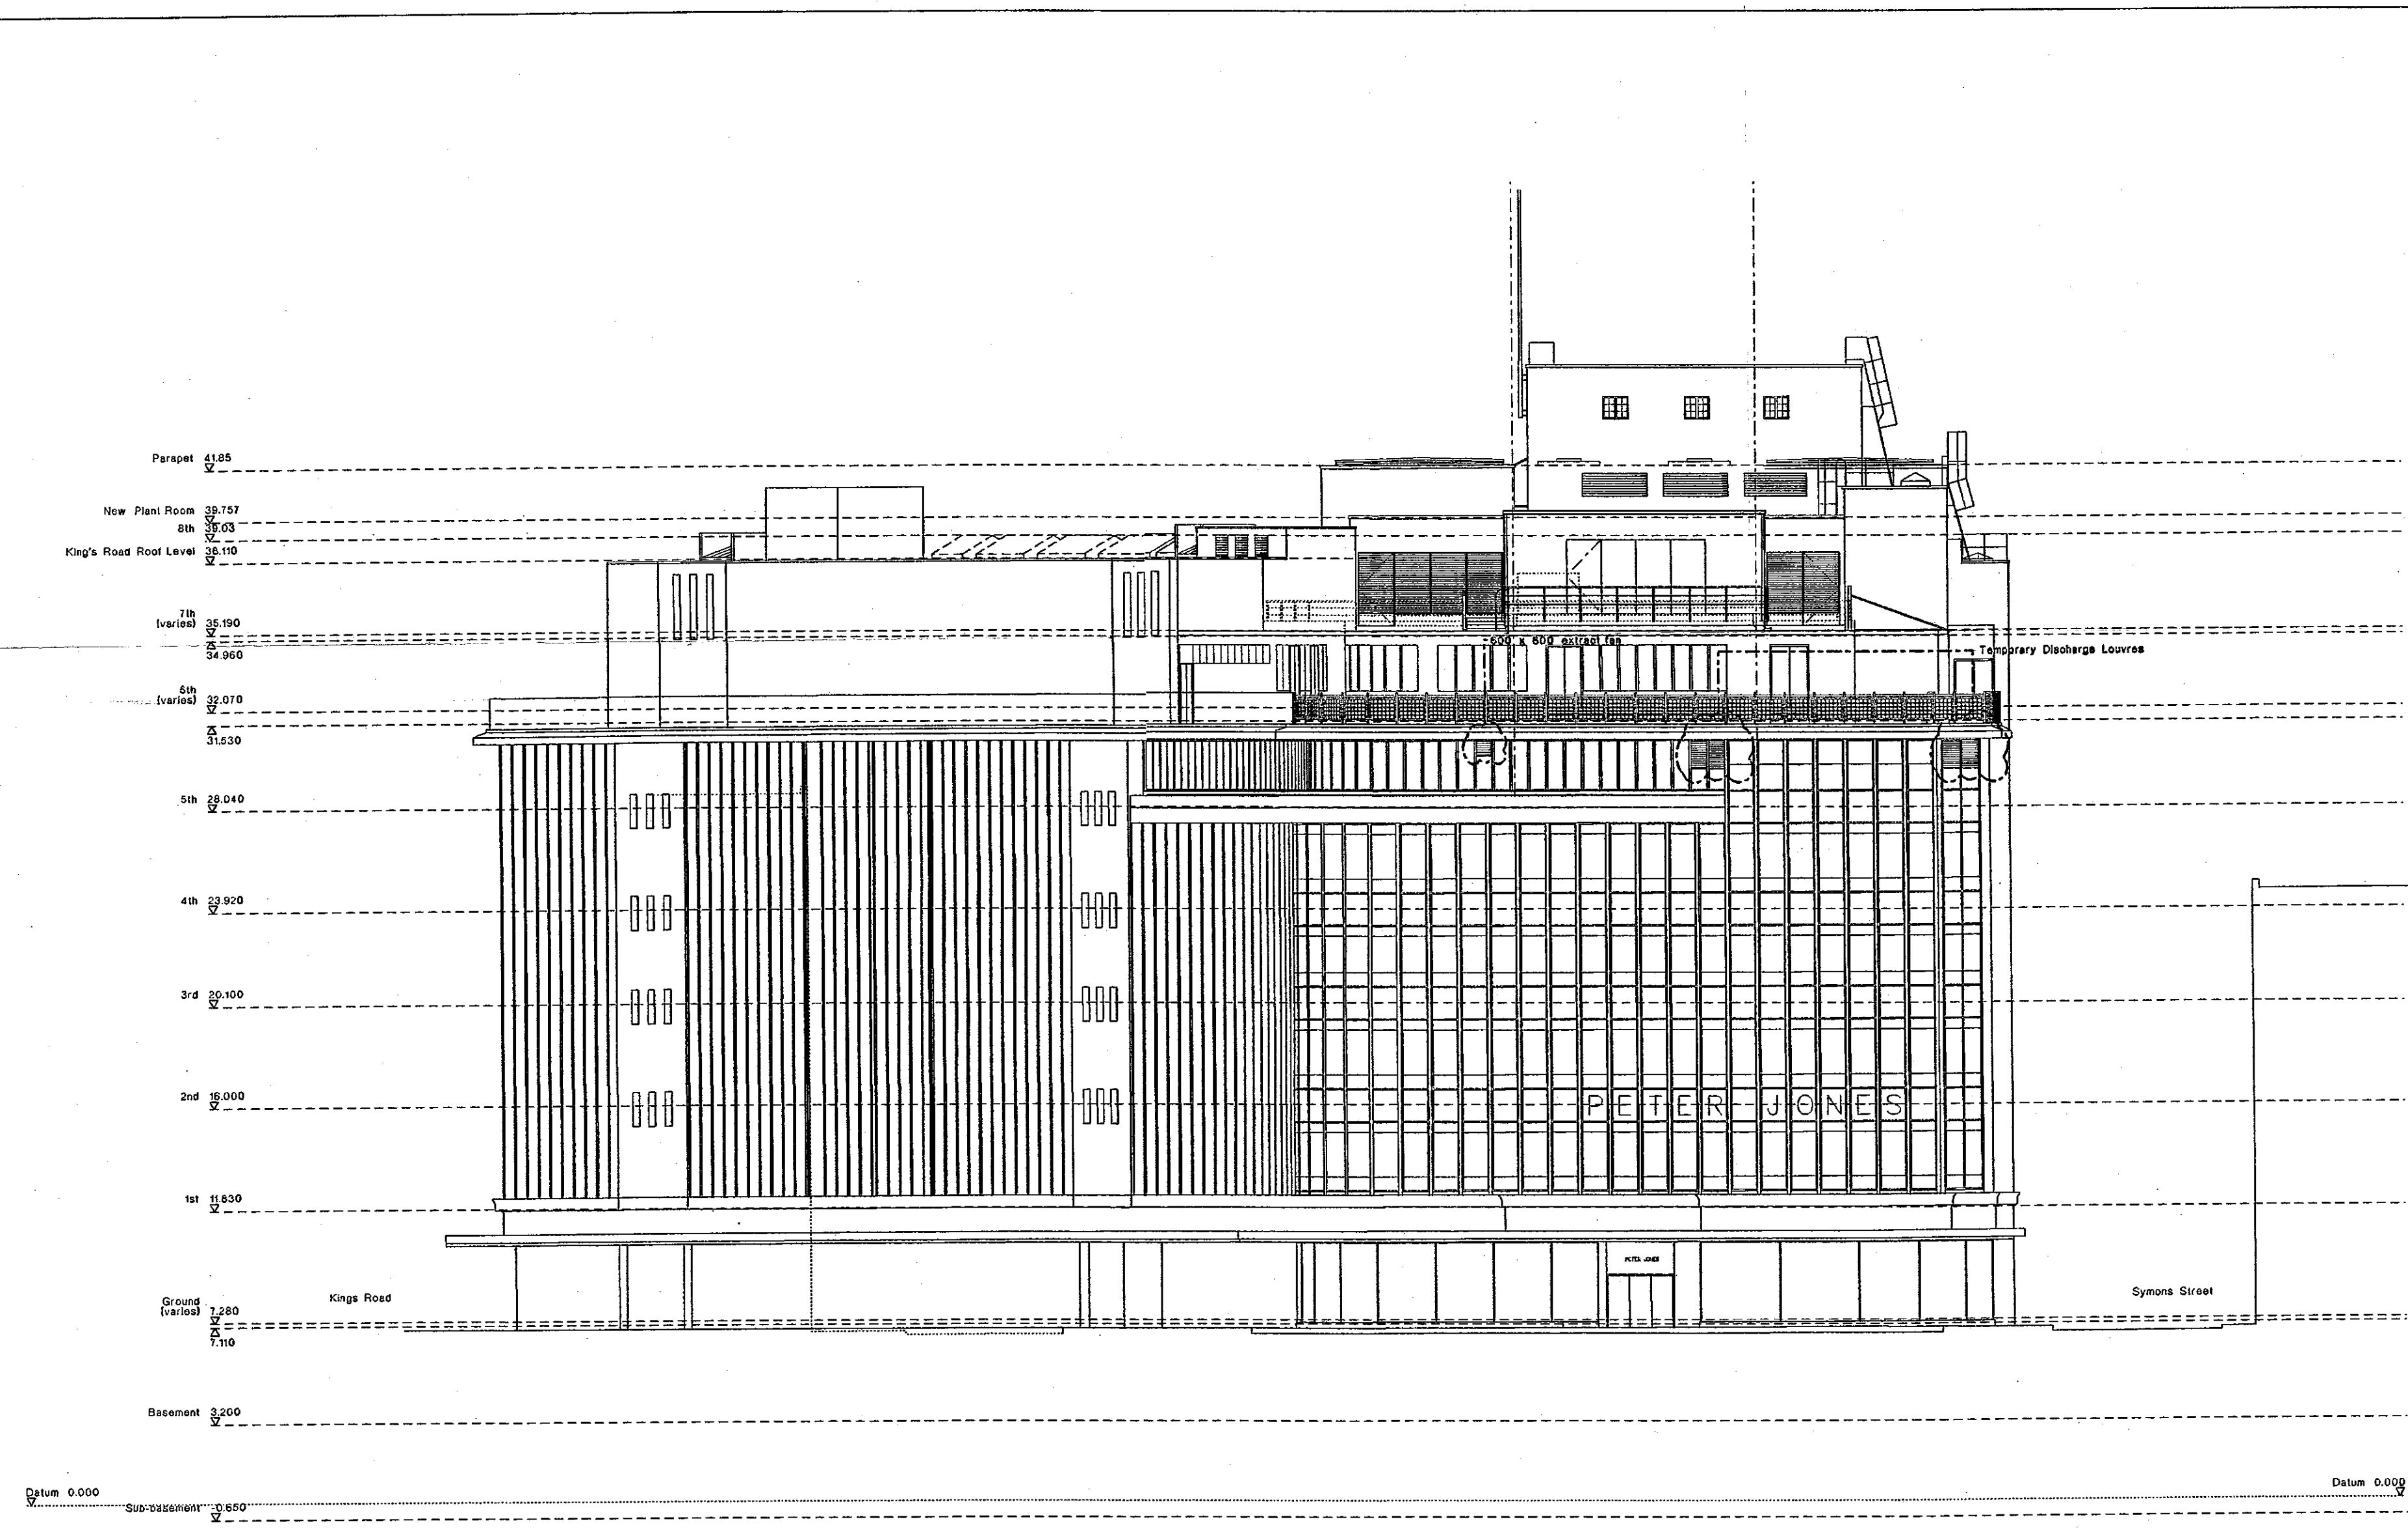 Parapet 41.85
New Plant Room 39.757
8th 39.03
King's Road Roof Level 38.110
7th
(varies) 35.190
34.960
600 x 600 extract fan
Temporary Discharge Louvres
6th
(varies) 32.070
31.530
5th 28.040
4th 23.920
3rd 20.100
2nd 16.000
PETER JONES
1st 11.830
PETER JONES
Kings Road
Symons Street
Ground
(varies) 7.280
7.110
Basement 3.200
Datum 0.000
Datum 0.000
Sub-basement -0.650